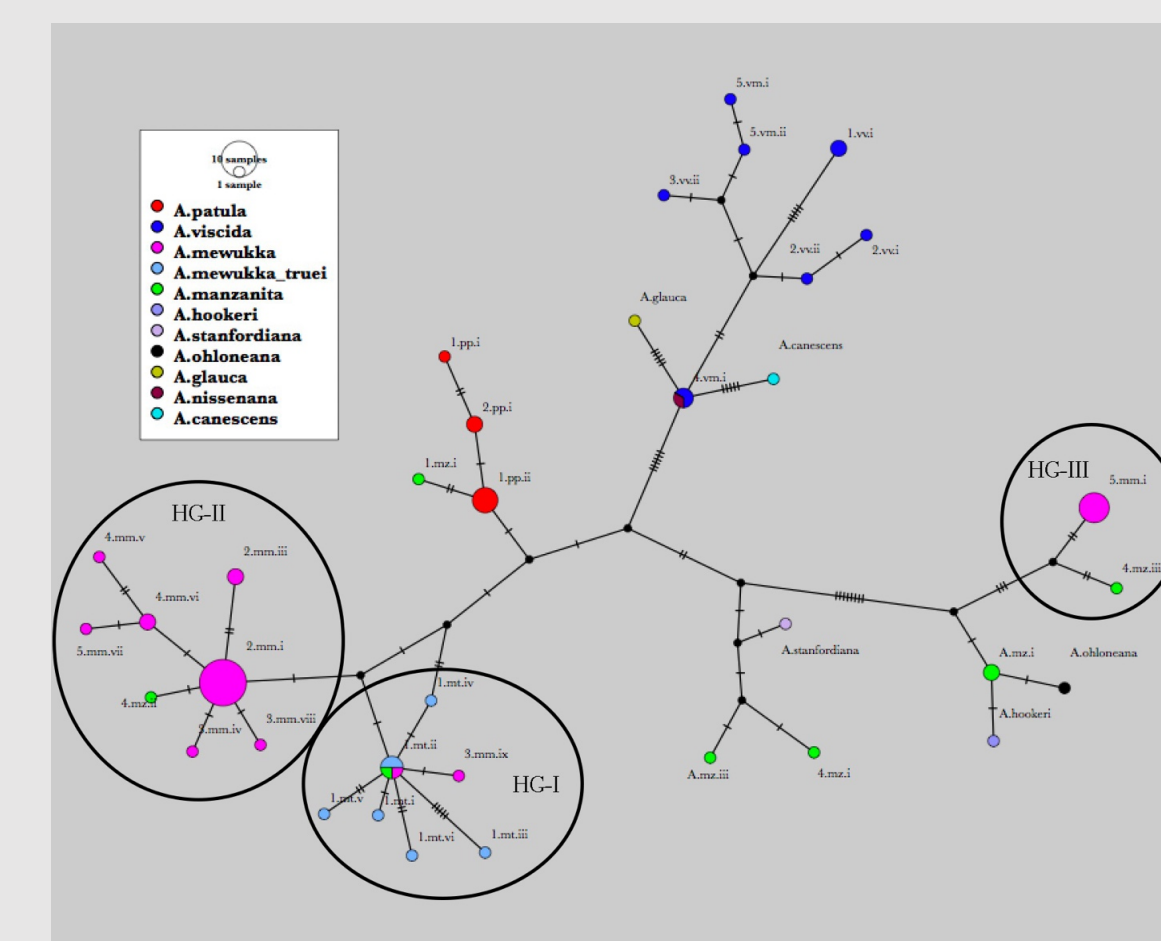 5.vm.i
5.vm.ii
1.vv.i
3.vv.ii
2.vv.ii
2.vv.i
10 samples
1 sample
A.patula
A.viscida
A.mewukka
A.mewukka_truei
A.manzanita
A.hookeri
A.stanfordiana
A.ohloneana
A.glauca
A.nissenana
A.canescens
A.glauca
A.canescens
4.vm.i
1.pp.i
2.pp.i
1.mz.i
1.pp.ii
HG-III
5.mm.i
4.mz.iii
HG-II
4.mm.v
2.mm.iii
4.mm.vi
5.mm.vii
2.mm.i
4.mz.ii
3.mm.iv
3.mm.viii
A.stanfordiana
A.mz.i
A.ohloneana
A.hookeri
A.mz.iii
4.mz.i
1.mt.iv
1.mt.ii
3.mm.ix
HG-I
1.mt.v
1.mt.i
1.mt.vi
1.mt.iii